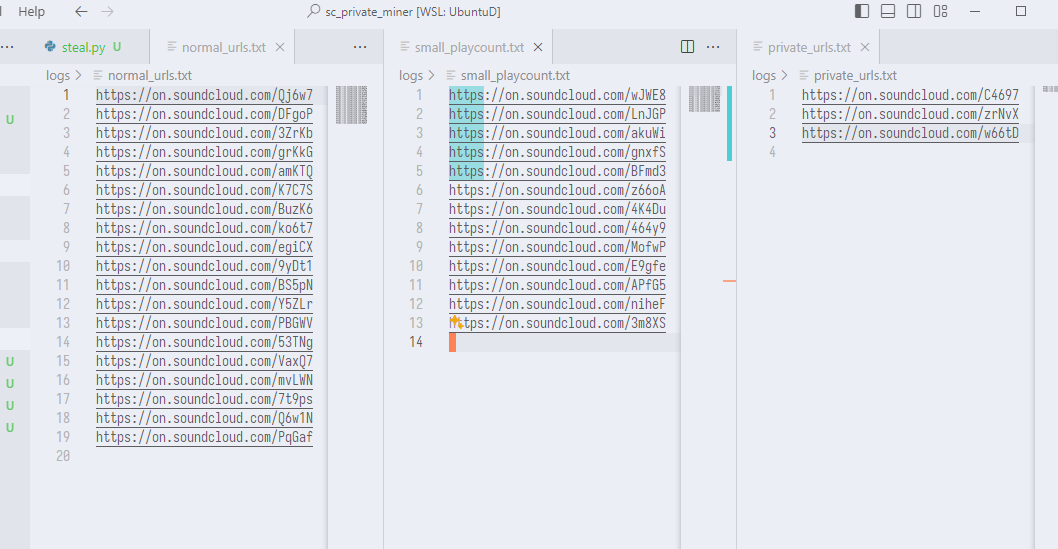 Help
sc_private_miner [WSL: UbuntuD]
steal.py U
normal_urls.txt
small_playcount.txt
private_urls.txt
logs > normal_urls.txt
1 https://on.soundcloud.com/Qj6w7
2 https://on.soundcloud.com/DFgoP
3 https://on.soundcloud.com/3ZrKb
4 https://on.soundcloud.com/grKkG
5 https://on.soundcloud.com/amKTQ
6 https://on.soundcloud.com/K7C7S
7 https://on.soundcloud.com/BuzK6
8 https://on.soundcloud.com/ko6t7
9 https://on.soundcloud.com/egiCX
10 https://on.soundcloud.com/9yDt1
11 https://on.soundcloud.com/BS5pN
12 https://on.soundcloud.com/Y5ZLr
13 https://on.soundcloud.com/PBGWV
14 https://on.soundcloud.com/53TNg
15 https://on.soundcloud.com/VaxQ7
16 https://on.soundcloud.com/mvLWN
17 https://on.soundcloud.com/7t9ps
18 https://on.soundcloud.com/Q6w1N
19 https://on.soundcloud.com/PqGaf
20
logs > small_playcount.txt
1 https://on.soundcloud.com/wJWE8
2 https://on.soundcloud.com/LnJGP
3 https://on.soundcloud.com/akuWi
4 https://on.soundcloud.com/gnxfS
5 https://on.soundcloud.com/BFmd3
6 https://on.soundcloud.com/z66oA
7 https://on.soundcloud.com/4K4Du
8 https://on.soundcloud.com/464y9
9 https://on.soundcloud.com/MofwP
10 https://on.soundcloud.com/E9gfe
11 https://on.soundcloud.com/APfG5
12 https://on.soundcloud.com/niheF
13 https://on.soundcloud.com/3m8XS
14
logs > private_urls.txt
1 https://on.soundcloud.com/C4697
2 https://on.soundcloud.com/zrNvX
3 https://on.soundcloud.com/w66tD
4
U
U
U
U
U